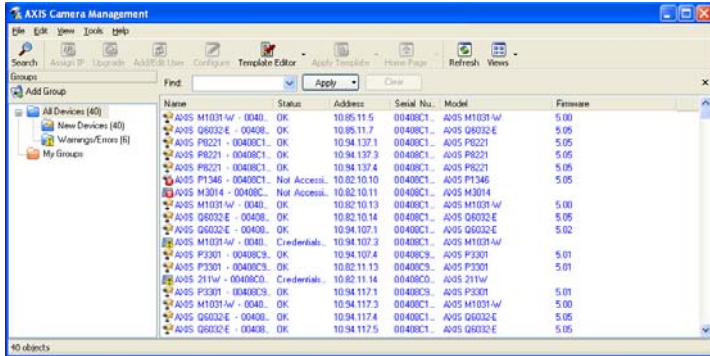 AXIS Camera Management
File Edit View Tools Help
Search Assign IP Upgrade Add/Edit User Configure Template Editor Apply Template Home Page Refresh Views
Groups
Find: Apply Clear
Add Group
Name Status Address Serial Nu... Model Firmware
All Devices (40)
New Devices (40)
Warnings/Errors (6)
My Groups
AXIS M1031-W - 0040... OK 10.85.11.5 00408C1... AXIS M1031-W 5.00
AXIS Q6032-E - 00408... OK 10.85.11.7 00408C1... AXIS Q6032-E 5.05
AXIS P8221 - 00408C1... OK 10.94.137.1 00408C1... AXIS P8221 5.05
AXIS P8221 - 00408C1... OK 10.94.137.3 00408C1... AXIS P8221 5.05
AXIS P8221 - 00408C1... OK 10.94.137.4 00408C1... AXIS P8221 5.05
AXIS P1346 - 00408C1... Not Accessi... 10.82.10.10 00408C1... AXIS P1346 5.05
AXIS M3014 - 00408C... Not Accessi... 10.82.10.11 00408C1... AXIS M3014
AXIS M1031-W - 0040... OK 10.82.10.13 00408C1... AXIS M1031-W 5.00
AXIS Q6032-E - 00408... OK 10.82.10.14 00408C1... AXIS Q6032-E 5.05
AXIS Q6032-E - 00408... OK 10.94.107.1 00408C1... AXIS Q6032-E 5.02
AXIS M1031-W - 0040... Credentials... 10.94.107.3 00408C1... AXIS M1031-W
AXIS P3301 - 00408C9... OK 10.94.107.4 00408C9... AXIS P3301 5.01
AXIS P3301 - 00408C9... OK 10.82.11.13 00408C9... AXIS P3301 5.01
AXIS 211W - 00408C0... Credentials... 10.82.11.14 00408C0... AXIS 211W
AXIS P3301 - 00408C9... OK 10.94.117.1 00408C9... AXIS P3301 5.01
AXIS M1031-W - 0040... OK 10.94.117.3 00408C1... AXIS M1031-W 5.00
AXIS Q6032-E - 00408... OK 10.94.117.4 00408C1... AXIS Q6032-E 5.05
AXIS Q6032-E - 00408... OK 10.94.117.5 00408C1... AXIS Q6032-E 5.05
40 objects